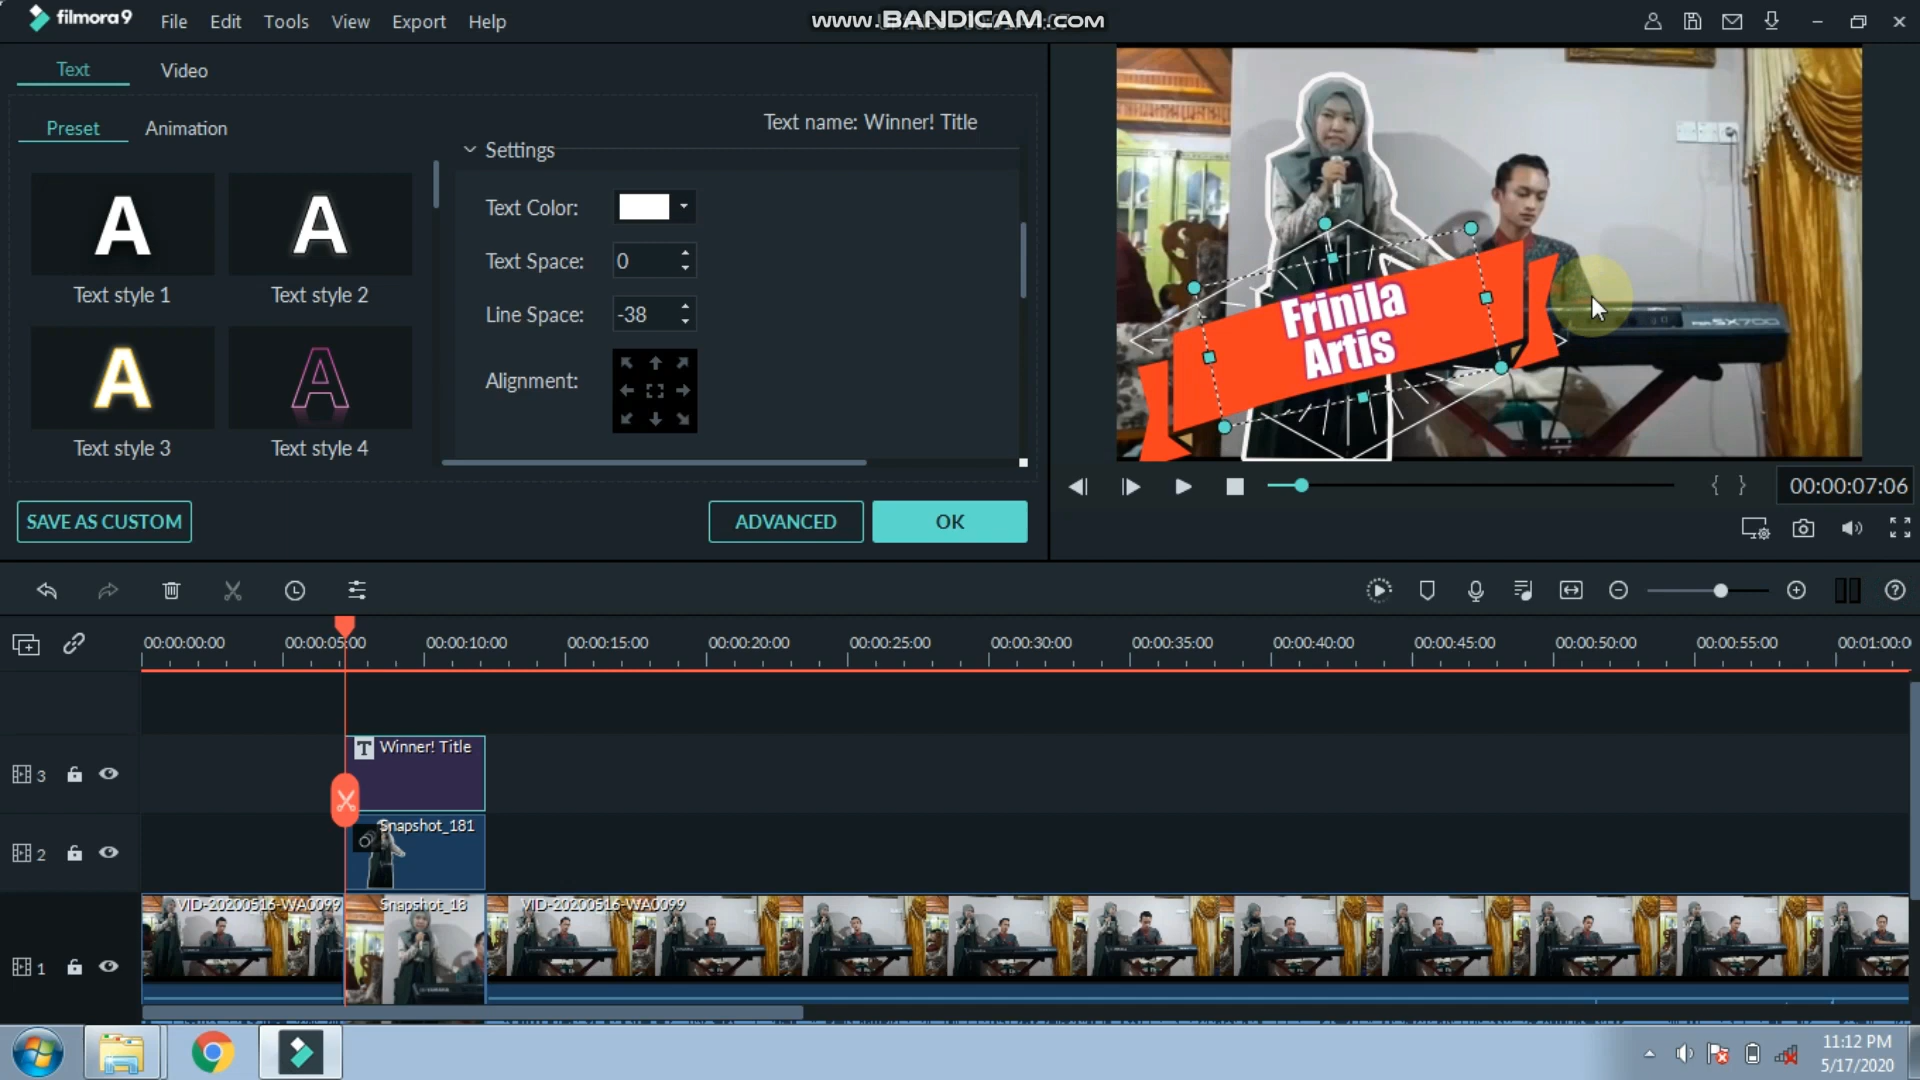 filmora9
File Edit Tools View Export Help
www.BANDICAM.com
Text Video
Preset Animation
Text name: Winner! Title
Settings
Text Color:
Text Space: 0
Line Space: -38
Alignment:
Text style 1
Text style 2
Text style 3
Text style 4
SAVE AS CUSTOM
ADVANCED
OK
Frinila
Artis
SX700
00:00:07:06
00:00:00:00 00:00:05:00 00:00:10:00 00:00:15:00 00:00:20:00 00:00:25:00 00:00:30:00 00:00:35:00 00:00:40:00 00:00:45:00 00:00:50:00 00:00:55:00 00:01:00:0
3
T Winner! Title
2
Snapshot_181
1
VID-20200516-WA0099 Snapshot_18 VID-20200516-WA0099
YAMAHA
11:12 PM
5/17/2020